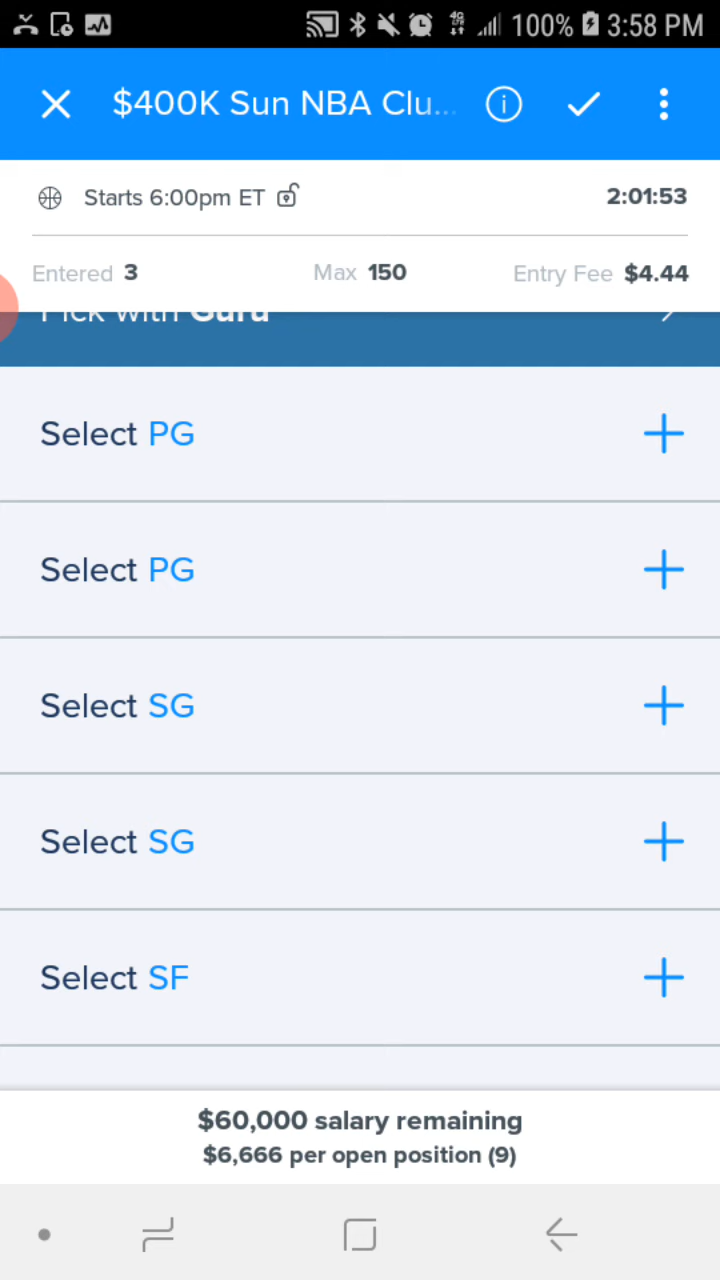 4G LTE 100% 3:58 PM
$400K Sun NBA Clu...
Starts 6:00pm ET 2:01:53
Entered 3 Max 150 Entry Fee $4.44
Pick with Guru
Select PG
Select PG
Select SG
Select SG
Select SF
$60,000 salary remaining
$6,666 per open position (9)